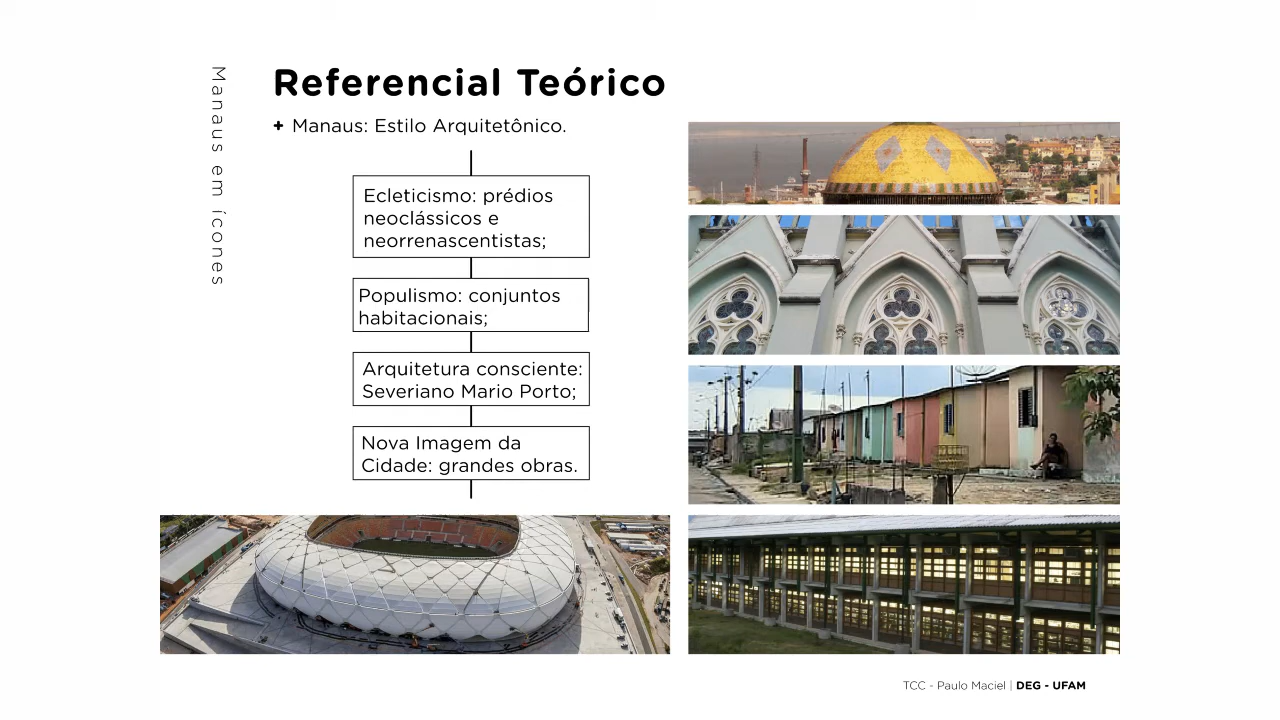 Manaus em ícones
Referencial Teórico
+ Manaus: Estilo Arquitetônico.
Ecleticismo: prédios
neoclássicos e
neorrenascentistas;
Populismo: conjuntos
habitacionais;
Arquitetura consciente:
Severiano Mario Porto;
Nova Imagem da
Cidade: grandes obras.
TCC - Paulo Maciel | DEG - UFAM